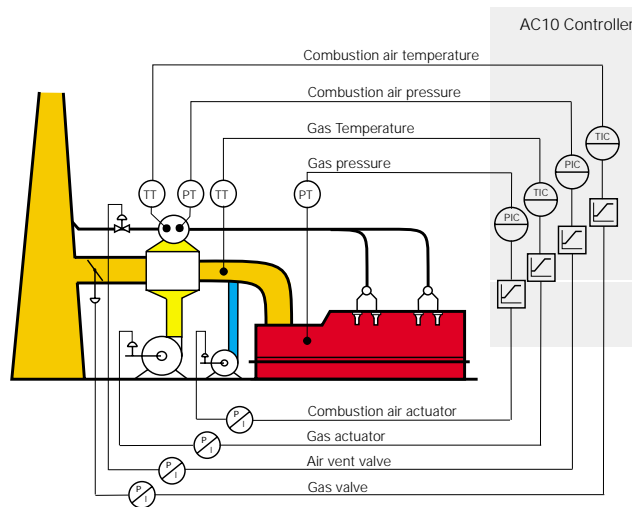 AC10 Controller
Combustion air temperature
Combustion air pressure
Gas Temperature
Gas pressure
TIC
PIC
TIC
PIC
TT
PT
TT
PT
Combustion air actuator
Gas actuator
Air vent valve
Gas valve
P
I
P
I
P
I
P
I